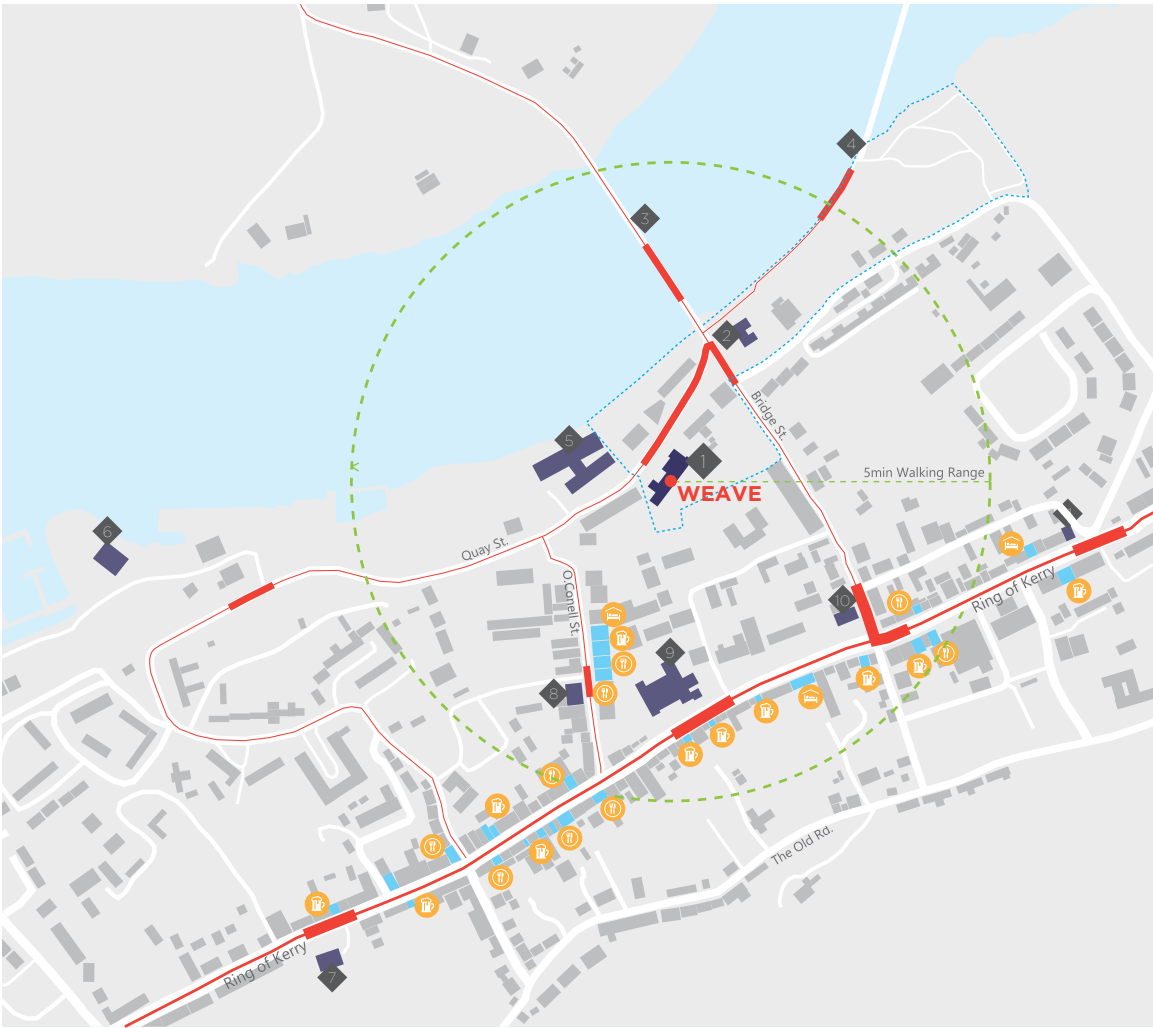 4
3
2
Bridge St.
5
1
5min Walking Range
WEAVE
6
Quay St.
O.Conell St.
Ring of Kerry
10
9
8
The Old Rd.
Ring of Kerry
7